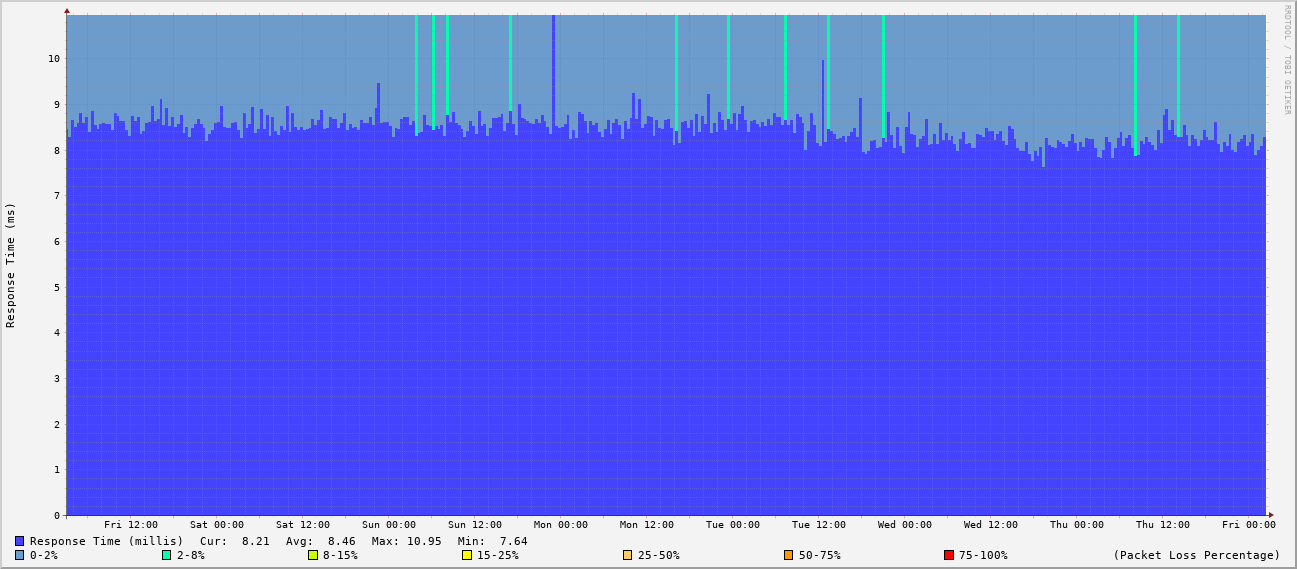 RRDTOOL / TOBI OETIKER
Response Time (ms)
10
9
8
7
6
5
4
3
2
1
0
Fri 12:00 Sat 00:00 Sat 12:00 Sun 00:00 Sun 12:00 Mon 00:00 Mon 12:00 Tue 00:00 Tue 12:00 Wed 00:00 Wed 12:00 Thu 00:00 Thu 12:00 Fri 00:00
Response Time (millis) Cur: 8.21 Avg: 8.46 Max: 10.95 Min: 7.64
0-2% 2-8% 8-15% 15-25% 25-50% 50-75% 75-100% (Packet Loss Percentage)